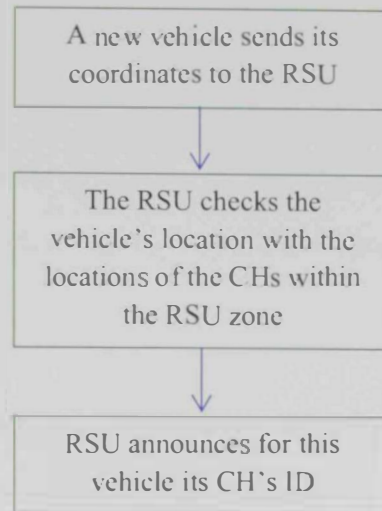 A new vehicle sends its
coordinates to the RSU
The RSU checks the
vehicle's location with the
locations of the CHs within
the RSU zone
RSU announces for this
vehicle its CH's ID